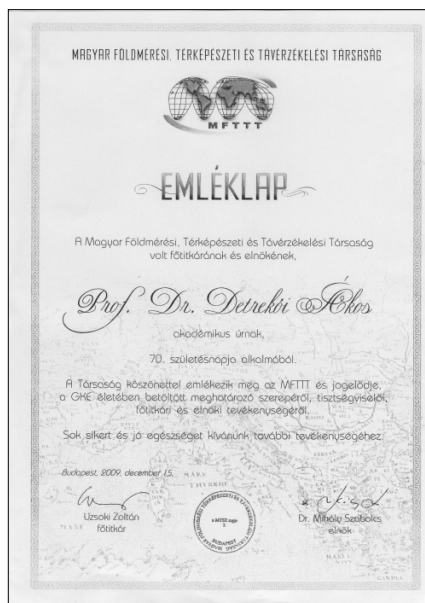 MAGYAR FÖLDMÉRÉSI, TÉRKÉPÉSZETI ÉS TÁVÉRZÉKELÉSI TÁRSASÁG
MFTTT
EMLÉKLAP
A Magyar Földmérési, Térképészeti és Távérzékelési Társaság
volt főtitkárának és elnökének,
Prof. Dr. Detrekői Ákos
akadémikus úrnak,
70. születésnapja alkalmából.
A Társaság köszönettel emlékezik meg az MFTTT és jogelődje,
a GKE életében betöltött meghatározó szerepéről, tisztségviselői,
főtitkári és elnöki tevékenységéről.
Sok sikert és jó egészséget kívánunk további tevékenységéhez.
Budapest, 2009. december 15.
Uzsoki Zoltán
főtitkár
Dr. Mihály Szabolcs
elnök